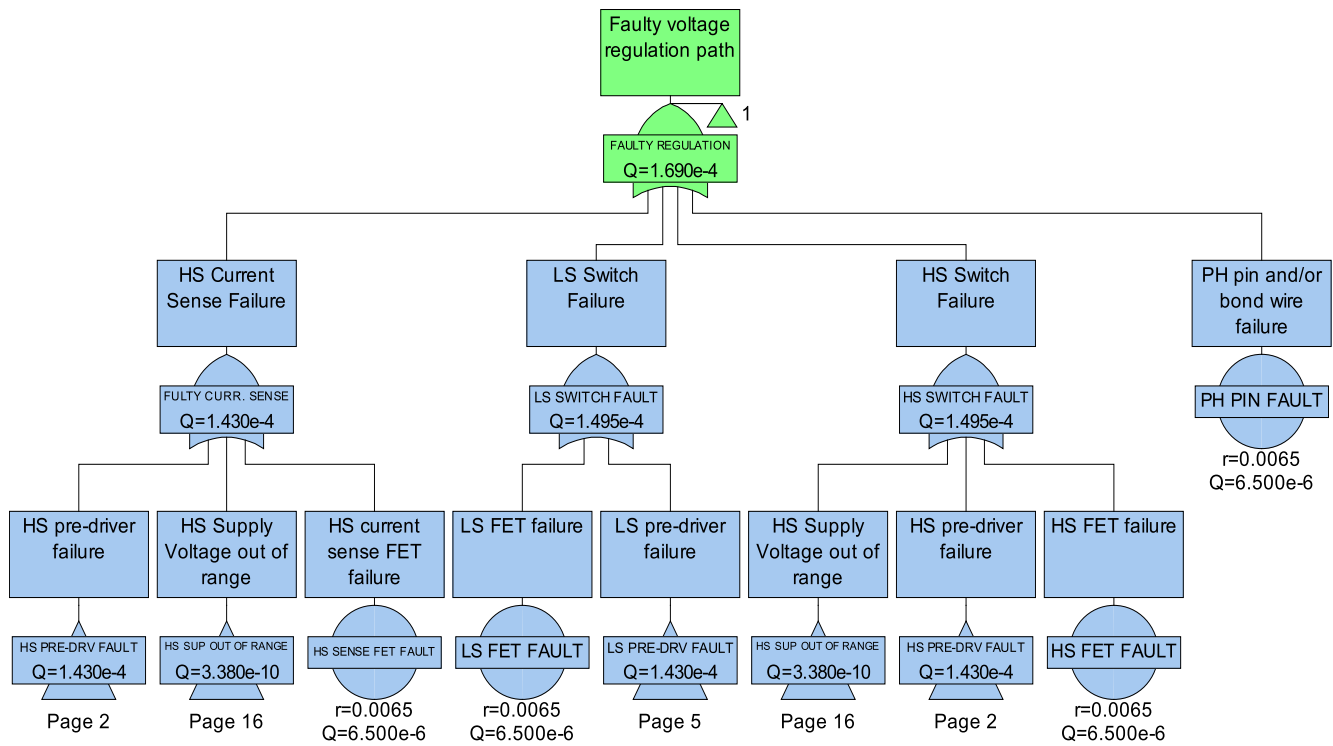 Faulty voltage
regulation path
1
FAULTY REGULATION
Q=1.690e-4
HS Current
Sense Failure
LS Switch
Failure
HS Switch
Failure
PH pin and/or
bond wire
failure
FULTY CURR. SENSE
Q=1.430e-4
LS SWITCH FAULT
Q=1.495e-4
HS SWITCH FAULT
Q=1.495e-4
PH PIN FAULT
r=0.0065
Q=6.500e-6
HS pre-driver
failure
HS Supply
Voltage out of
range
HS current
sense FET
failure
LS FET failure
LS pre-driver
failure
HS Supply
Voltage out of
range
HS pre-driver
failure
HS FET failure
HS PRE-DRV FAULT
Q=1.430e-4
Page 2
HS SUP OUT OF RANGE
Q=3.380e-10
Page 16
HS SENSE FET FAULT
r=0.0065
Q=6.500e-6
LS FET FAULT
r=0.0065
Q=6.500e-6
LS PRE-DRV FAULT
Q=1.430e-4
Page 5
HS SUP OUT OF RANGE
Q=3.380e-10
Page 16
HS PRE-DRV FAULT
Q=1.430e-4
Page 2
HS FET FAULT
r=0.0065
Q=6.500e-6